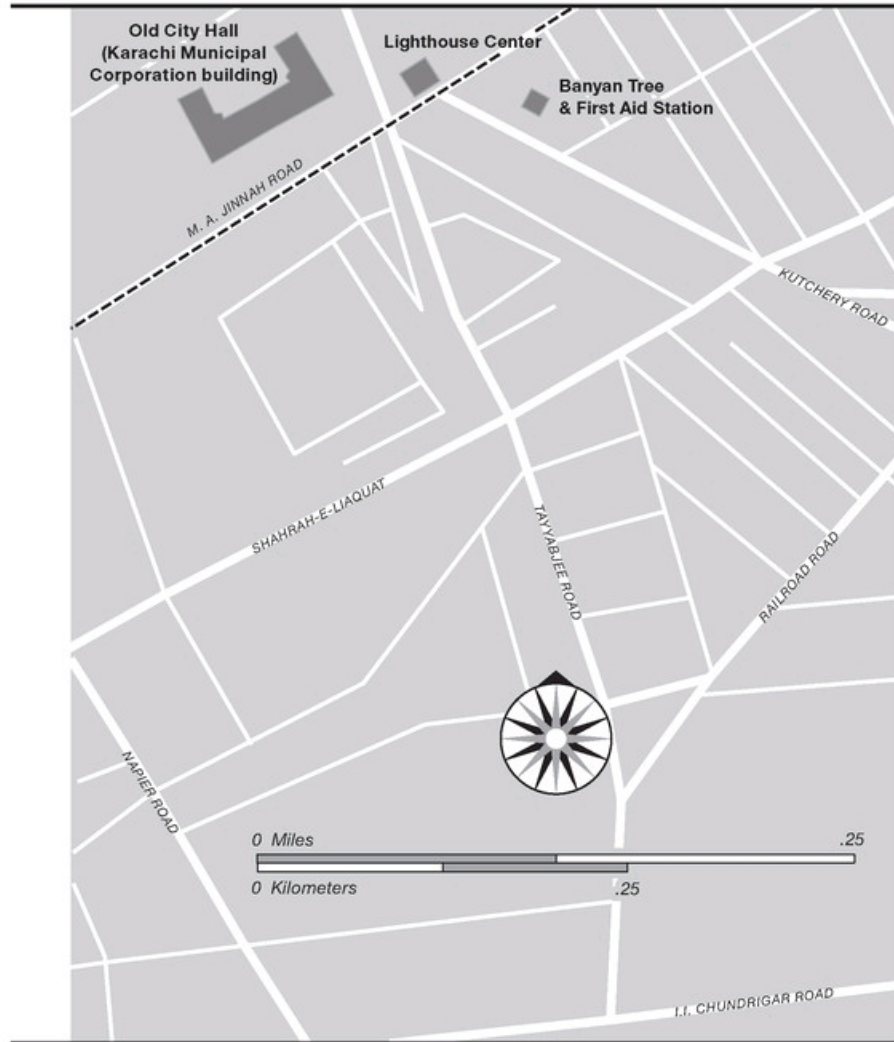 Old City Hall
(Karachi Municipal
Corporation building)
Lighthouse Center
Banyan Tree
& First Aid Station
M. A. JINNAH ROAD
KUTCHERY ROAD
SHAHRAH-E-LIAQUAT
TAYYABJEE ROAD
RAILROAD ROAD
NAPIER ROAD
0 Miles .25
0 Kilometers .25
I.I. CHUNDRIGAR ROAD